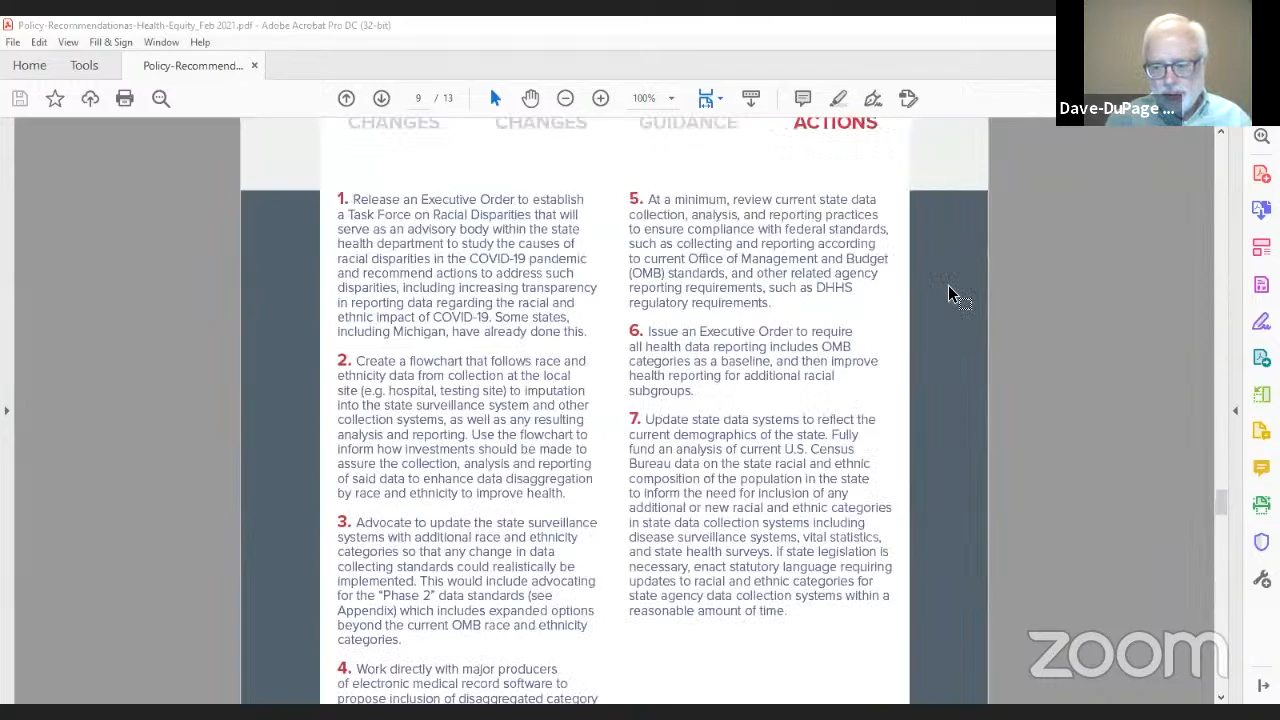 Policy-Recommendationas-Health-Equity_Feb 2021.pdf - Adobe Acrobat Pro DC (32-bit)
File Edit View Fill & Sign Window Help
Home Tools Policy-Recommend... ×
9 / 13 100%
Dave-DuPage ...
CHANGES CHANGES GUIDANCE ACTIONS
1. Release an Executive Order to establish
a Task Force on Racial Disparities that will
serve as an advisory body within the state
health department to study the causes of
racial disparities in the COVID-19 pandemic
and recommend actions to address such
disparities, including increasing transparency
in reporting data regarding the racial and
ethnic impact of COVID-19. Some states,
including Michigan, have already done this.
2. Create a flowchart that follows race and
ethnicity data from collection at the local
site (e.g. hospital, testing site) to imputation
into the state surveillance system and other
collection systems, as well as any resulting
analysis and reporting. Use the flowchart to
inform how investments should be made to
assure the collection, analysis and reporting
of said data to enhance data disaggregation
by race and ethnicity to improve health.
3. Advocate to update the state surveillance
systems with additional race and ethnicity
categories so that any change in data
collecting standards could realistically be
implemented. This would include advocating
for the "Phase 2" data standards (see
Appendix) which includes expanded options
beyond the current OMB race and ethnicity
categories.
4. Work directly with major producers
of electronic medical record software to
propose inclusion of disaggregated category
5. At a minimum, review current state data
collection, analysis, and reporting practices
to ensure compliance with federal standards,
such as collecting and reporting according
to current Office of Management and Budget
(OMB) standards, and other related agency
reporting requirements, such as DHHS
regulatory requirements.
6. Issue an Executive Order to require
all health data reporting includes OMB
categories as a baseline, and then improve
health reporting for additional racial
subgroups.
7. Update state data systems to reflect the
current demographics of the state. Fully
fund an analysis of current U.S. Census
Bureau data on the state racial and ethnic
composition of the population in the state
to inform the need for inclusion of any
additional or new racial and ethnic categories
in state data collection systems including
disease surveillance systems, vital statistics,
and state health surveys. If state legislation is
necessary, enact statutory language requiring
updates to racial and ethnic categories for
state agency data collection systems within a
reasonable amount of time.
zoom